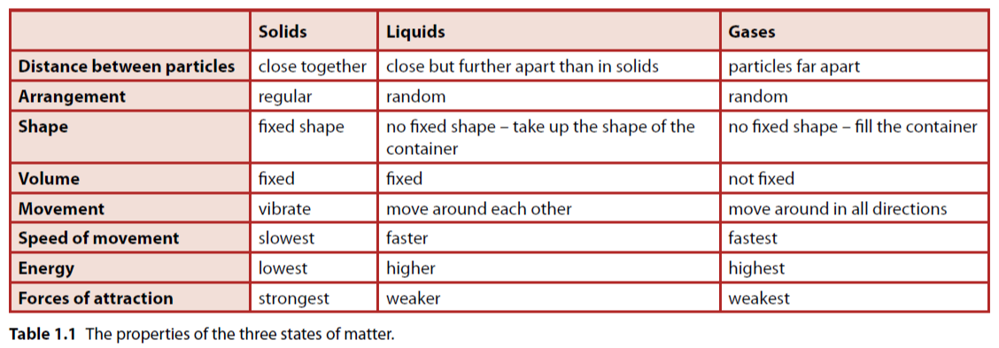 Solids Liquids Gases
Distance between particles close together close but further apart than in solids particles far apart
Arrangement regular random random
Shape fixed shape no fixed shape – take up the shape of the no fixed shape – fill the container
container
Volume fixed fixed not fixed
Movement vibrate move around each other move around in all directions
Speed of movement slowest faster fastest
Energy lowest higher highest
Forces of attraction strongest weaker weakest
Table 1.1 The properties of the three states of matter.